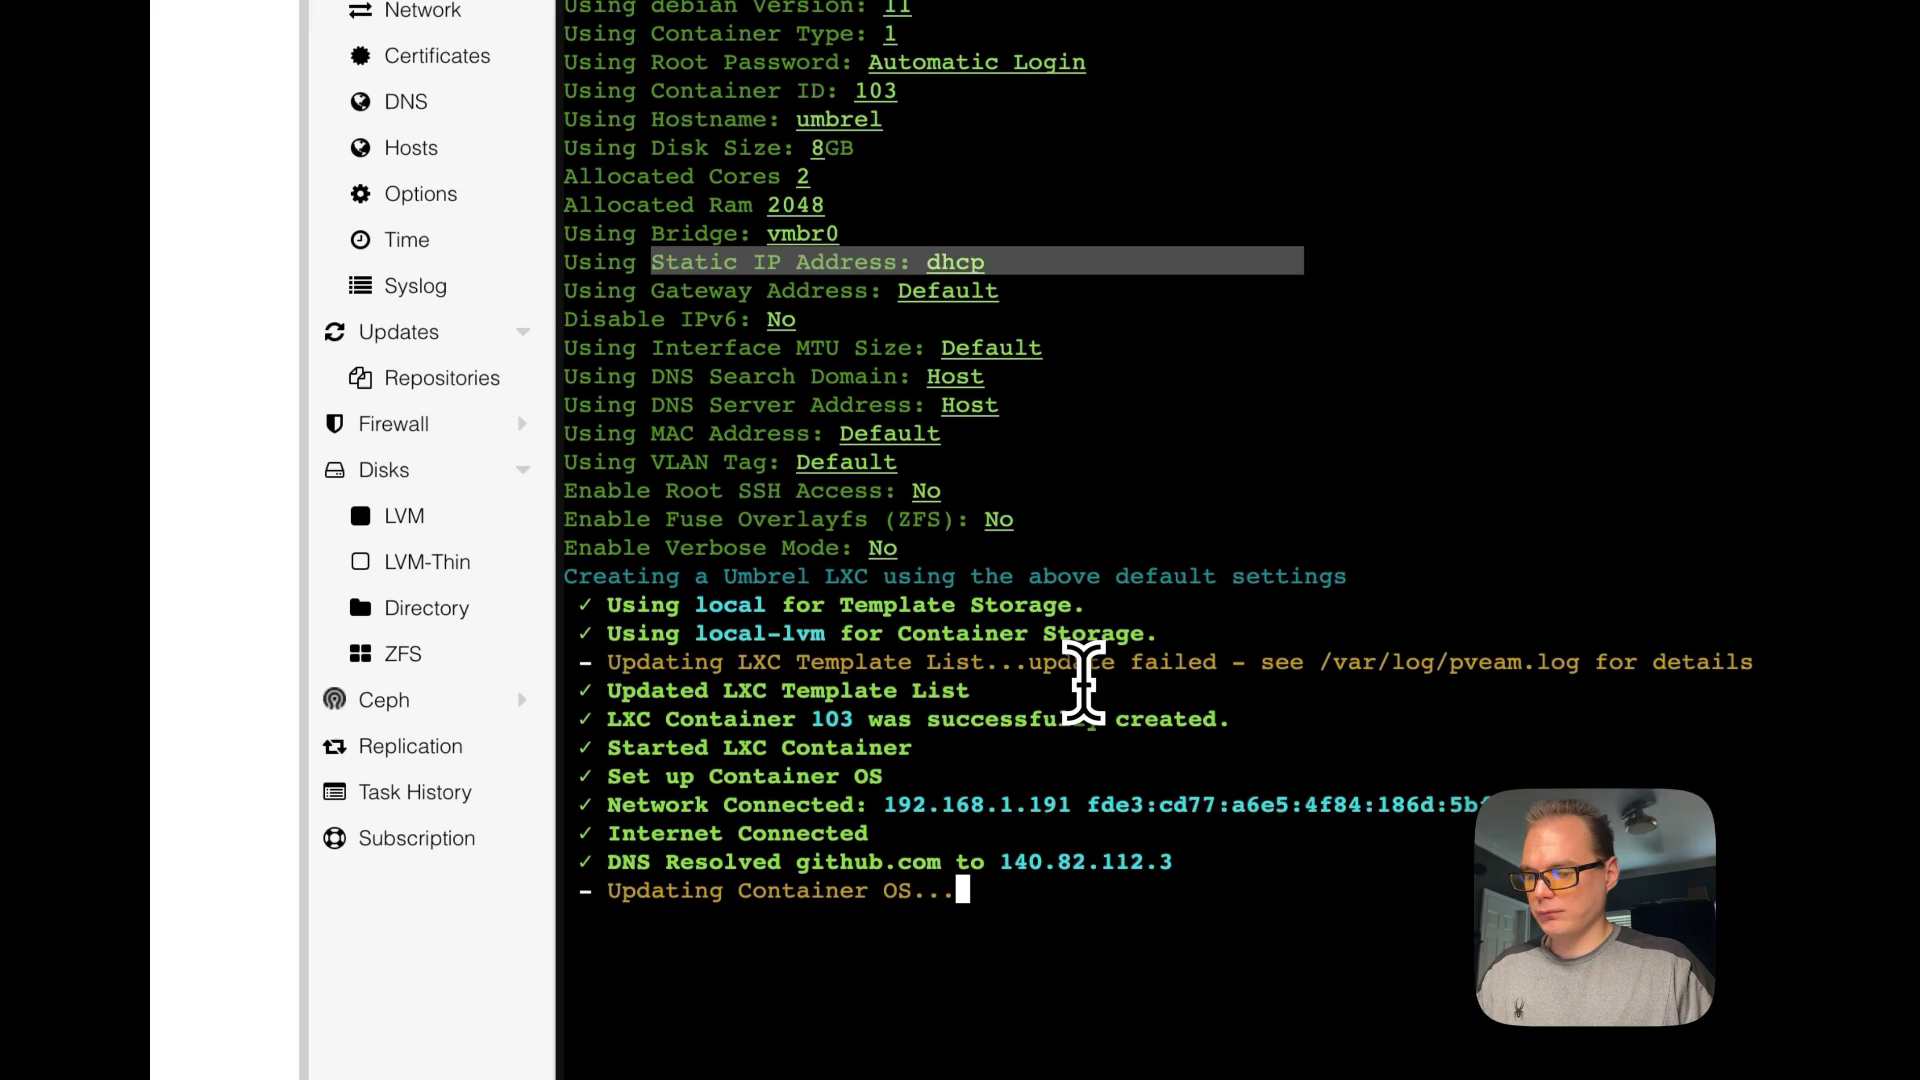 Network
Certificates
DNS
Hosts
Options
Time
Syslog
Updates
Repositories
Firewall
Disks
LVM
LVM-Thin
Directory
ZFS
Ceph
Replication
Task History
Subscription
Using debian Version: 11
Using Container Type: 1
Using Root Password: Automatic Login
Using Container ID: 103
Using Hostname: umbrel
Using Disk Size: 8GB
Allocated Cores 2
Allocated Ram 2048
Using Bridge: vmbr0
Using Static IP Address: dhcp
Using Gateway Address: Default
Disable IPv6: No
Using Interface MTU Size: Default
Using DNS Search Domain: Host
Using DNS Server Address: Host
Using MAC Address: Default
Using VLAN Tag: Default
Enable Root SSH Access: No
Enable Fuse Overlayfs (ZFS): No
Enable Verbose Mode: No
Creating a Umbrel LXC using the above default settings
✓ Using local for Template Storage.
✓ Using local-lvm for Container Storage.
- Updating LXC Template List...update failed - see /var/log/pveam.log for details
✓ Updated LXC Template List
✓ LXC Container 103 was successfully created.
✓ Started LXC Container
✓ Set up Container OS
✓ Network Connected: 192.168.1.191 fde3:cd77:a6e5:4f84:186d:5b
✓ Internet Connected
✓ DNS Resolved github.com to 140.82.112.3
- Updating Container OS...